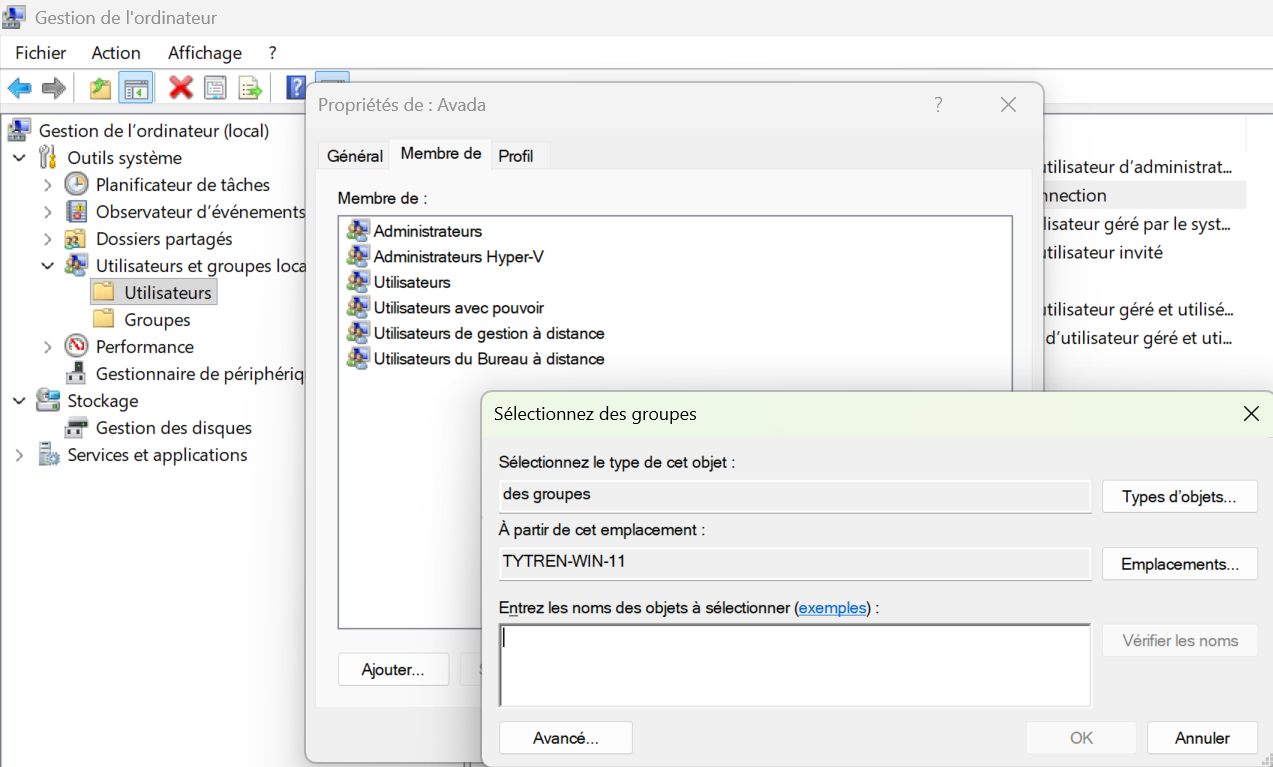 Gestion de l'ordinateur
Fichier Action Affichage ?
Propriétés de : Avada ?
Gestion de l'ordinateur (local)
Outils système
Planificateur de tâches
Observateur d'événements
Dossiers partagés
Utilisateurs et groupes loca
Utilisateurs
Groupes
Performance
Gestionnaire de périphériq
Stockage
Gestion des disques
Services et applications
Général Membre de Profil
Membre de :
Administrateurs
Administrateurs Hyper-V
Utilisateurs
Utilisateurs avec pouvoir
Utilisateurs de gestion à distance
Utilisateurs du Bureau à distance
Ajouter...
utilisateur d'administrat...
nnection
lisateur géré par le syst...
utilisateur invité
utilisateur géré et utilisé...
d'utilisateur géré et uti...
Sélectionnez des groupes
Sélectionnez le type de cet objet :
des groupes Types d'objets...
À partir de cet emplacement :
TYTREN-WIN-11 Emplacements...
Entrez les noms des objets à sélectionner (exemples) :
Vérifier les noms
Avancé... OK Annuler